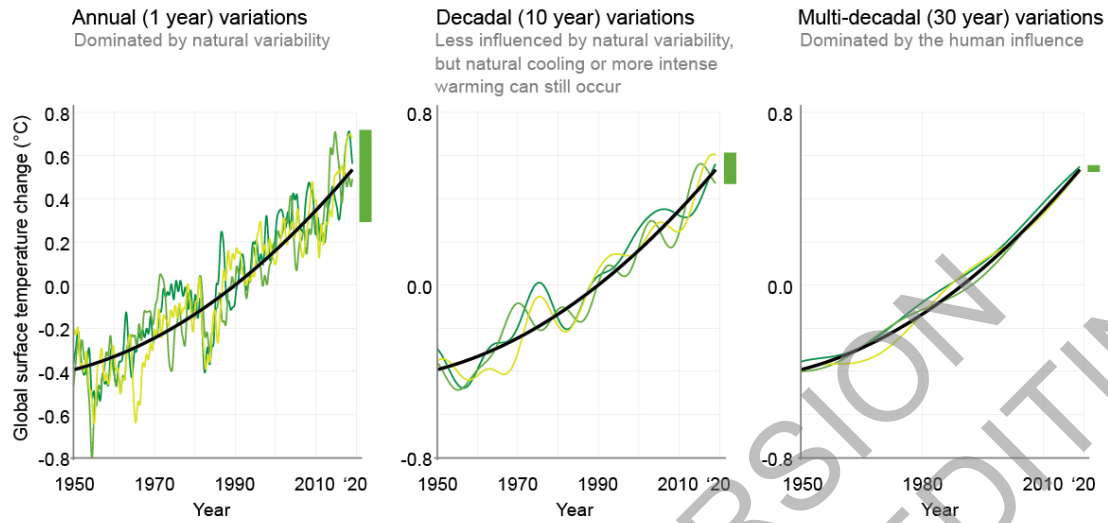 Annual (1 year) variations
Dominated by natural variability
Decadal (10 year) variations
Less influenced by natural variability,
but natural cooling or more intense
warming can still occur
Multi-decadal (30 year) variations
Dominated by the human influence
Global surface temperature change (°C)
0.8
0.6
0.4
0.2
0.0
-0.2
-0.4
-0.6
-0.8
1950 1970 1990 2010 ‘20
Year
0.8
0.0
-0.8
1950 1970 1990 2010 ‘20
Year
0.8
0.0
-0.8
1950 1980 2010 ‘20
Year